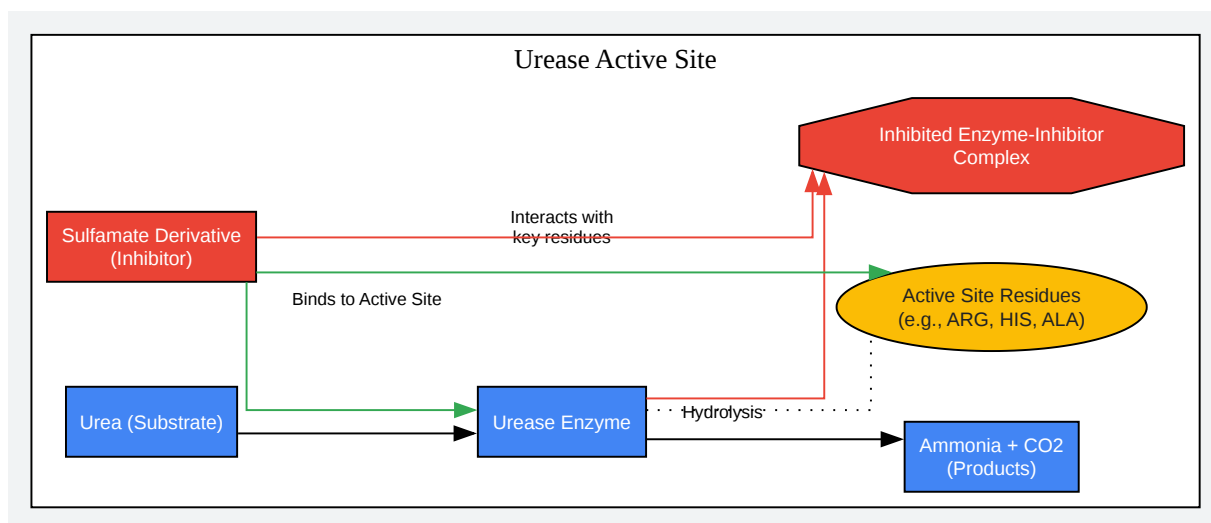 Urease Active Site
Inhibited Enzyme-Inhibitor
Complex
Interacts with
key residues
Sulfamate Derivative
(Inhibitor)
Binds to Active Site
Active Site Residues
(e.g., ARG, HIS, ALA)
Urea (Substrate)
Urease Enzyme
Hydrolysis
Ammonia + CO2
(Products)